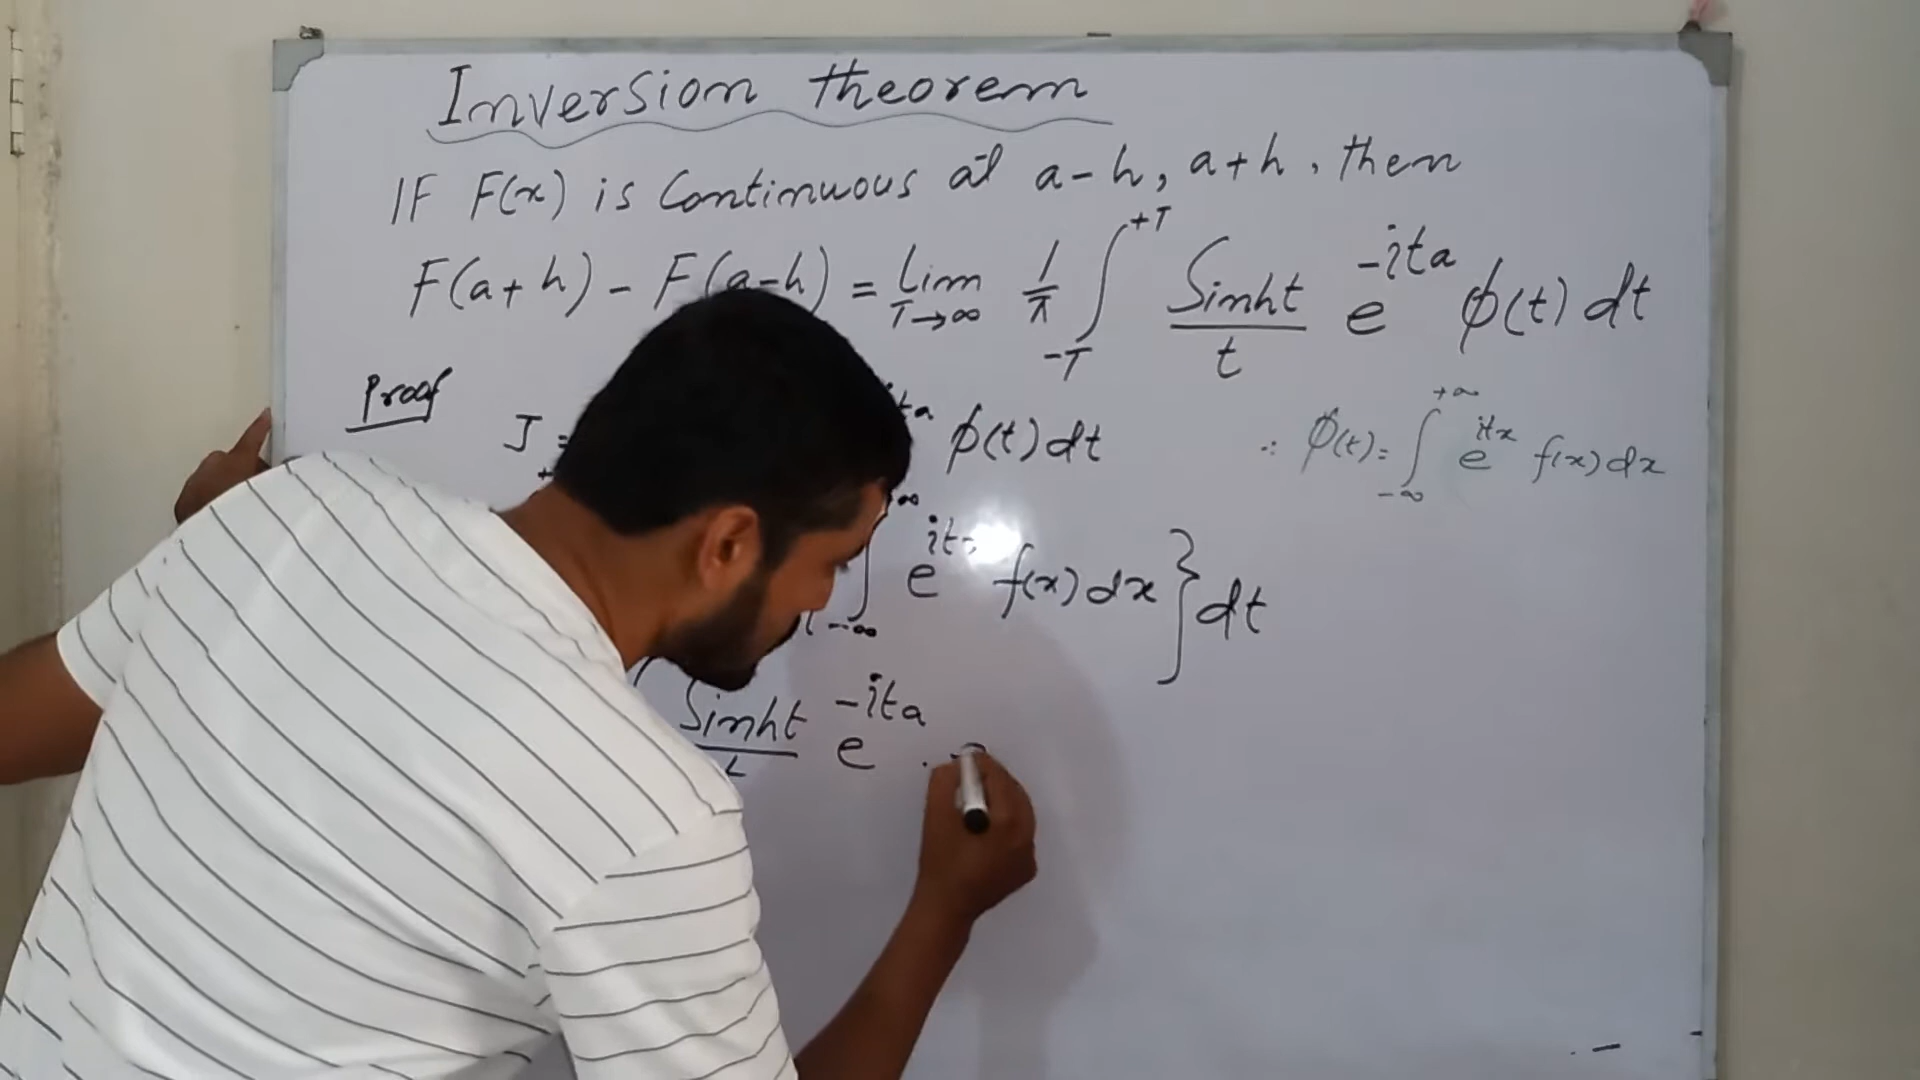 Inversion theorem
IF F(x) is Continuous at a-h, a+h, then
F(a+h) - F(a-h) = Lim T→∞ 1/π ∫_{-T}^{+T} Sinht/t e^{-ita} φ(t) dt
Proof
J = φ(t) dt ∴ φ(t) = ∫_{-∞}^{+∞} e^{itx} f(x) dx
∫_{-∞} e^{it} f(x) dx } dt
Sinht/t e^{-ita} .